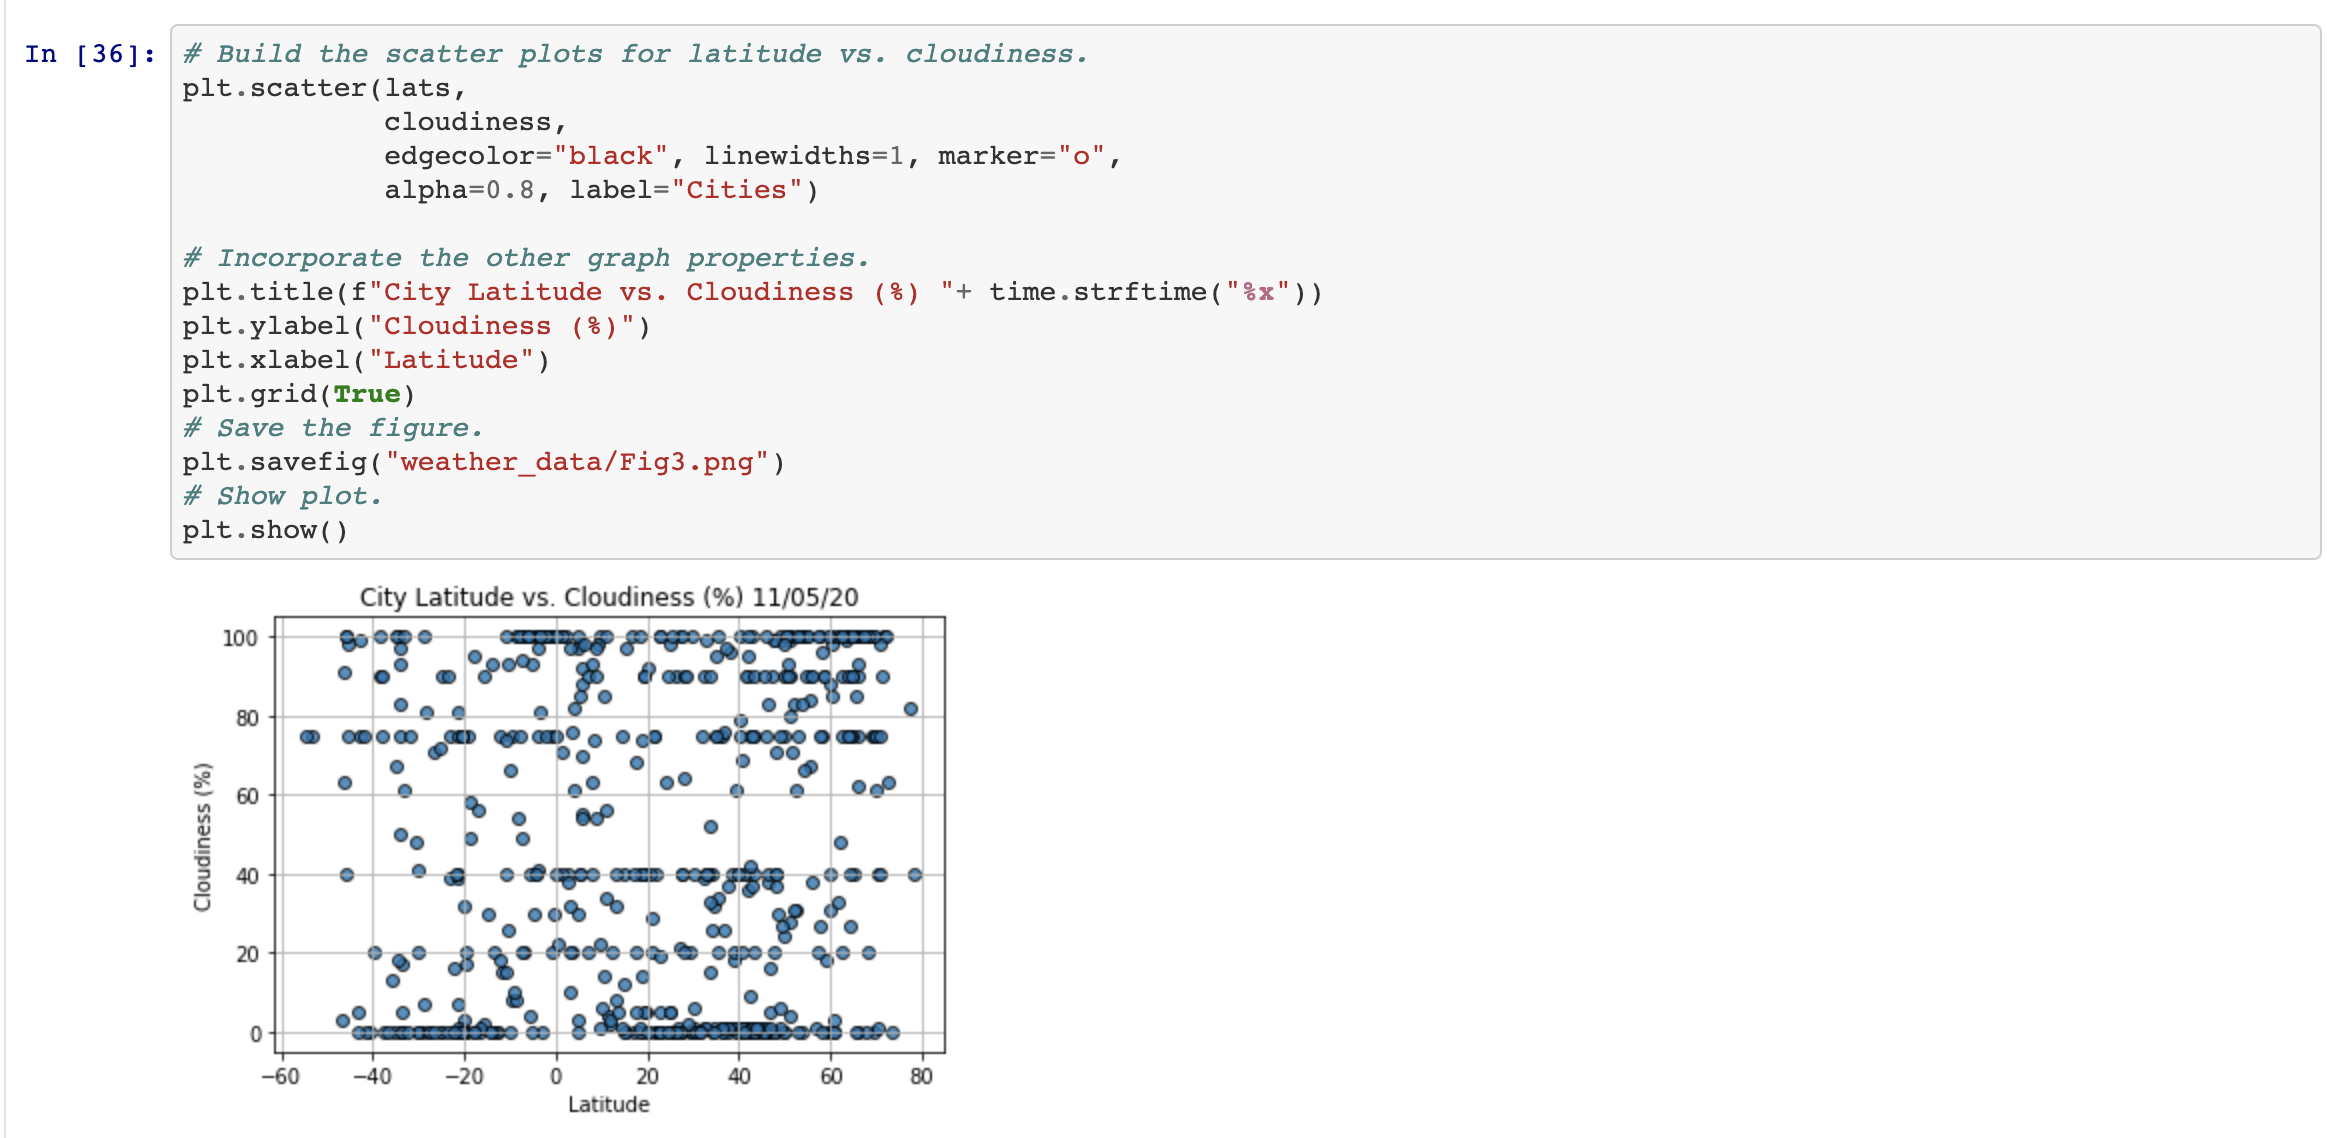 In [36]:
# Build the scatter plots for latitude vs. cloudiness.
plt.scatter(lats,
            cloudiness,
            edgecolor="black", linewidths=1, marker="o",
            alpha=0.8, label="Cities")
# Incorporate the other graph properties.
plt.title(f"City Latitude vs. Cloudiness (%) "+ time.strftime("%x"))
plt.ylabel("Cloudiness (%)")
plt.xlabel("Latitude")
plt.grid(True)
# Save the figure.
plt.savefig("weather_data/Fig3.png")
# Show plot.
plt.show()
City Latitude vs. Cloudiness (%) 11/05/20
Cloudiness (%)
100
80
60
40
20
0
−60 −40 −20 0 20 40 60 80
Latitude